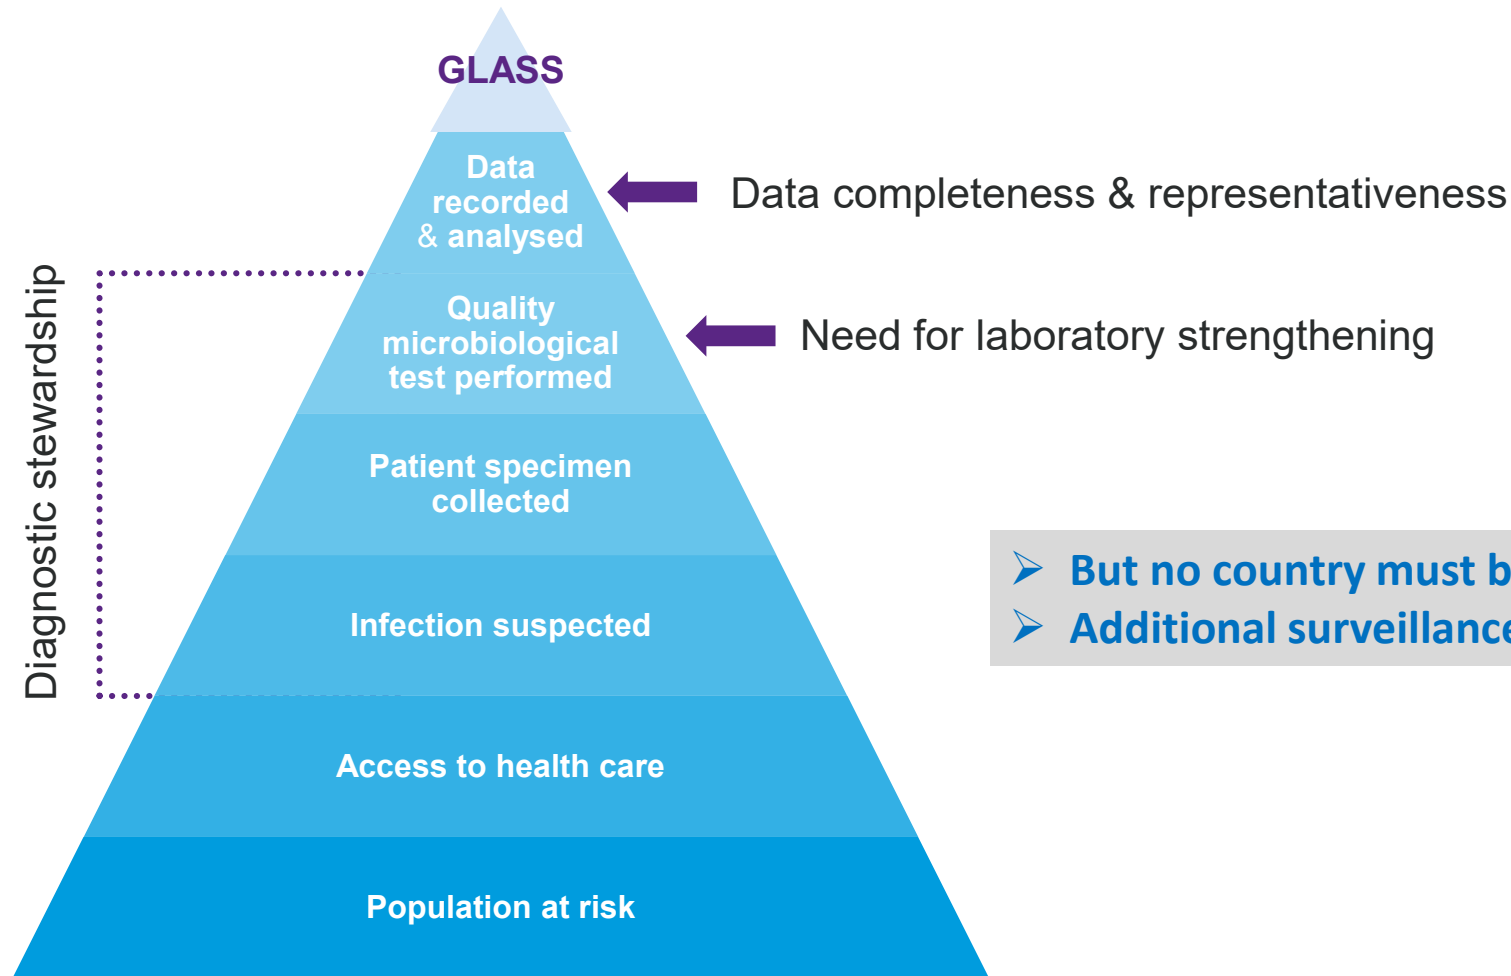 GLASS
Data
recorded
& analysed
Data completeness & representativeness
Quality
microbiological
test performed
Need for laboratory strengthening
Diagnostic stewardship
Patient specimen
collected
➢ But no country must b
➢ Additional surveillance
Infection suspected
Access to health care
Population at risk